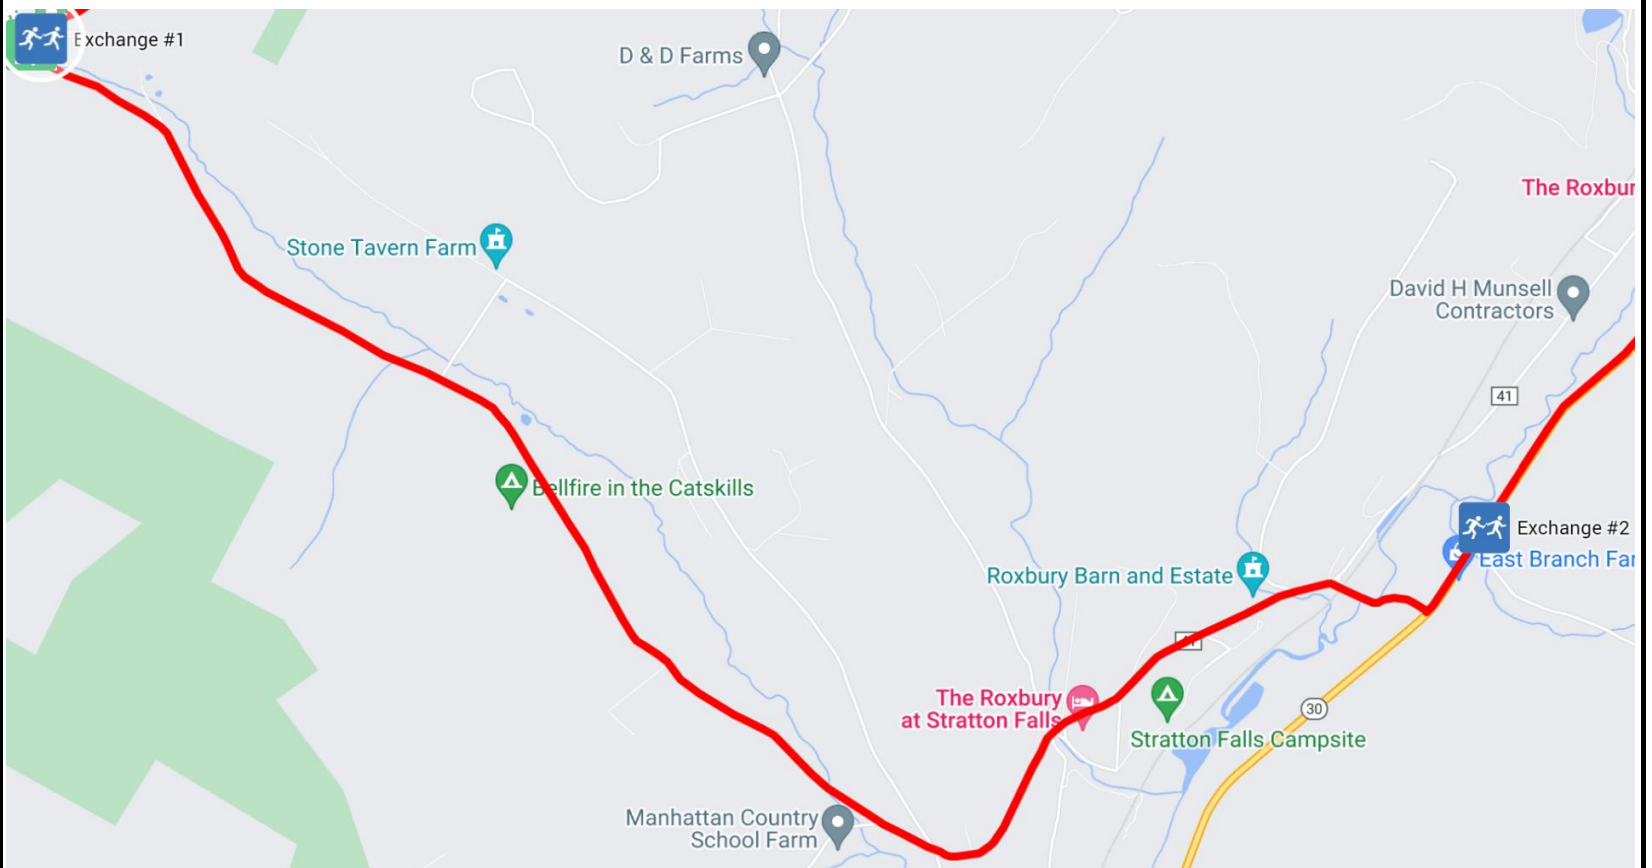 Exchange #1
D & D Farms
The Roxbur
Stone Tavern Farm
David H Munsell
Contractors
41
Bellfire in the Catskills
Exchange #2
East Branch Far
Roxbury Barn and Estate
41
The Roxbury
at Stratton Falls
30
Stratton Falls Campsite
Manhattan Country
School Farm